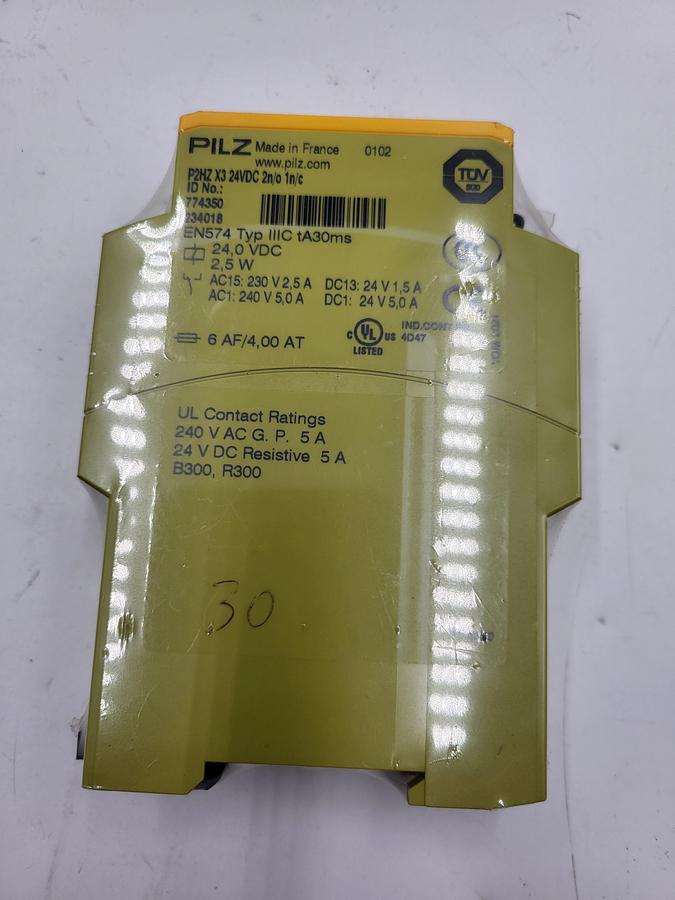 PILZ Made in France 0102
www.pilz.com
P2HZ X3 24VDC 2n/o 1n/c
ID No.:
774350
234018
EN574 Typ IIIC tA30ms
24,0 VDC
2,5 W
AC15: 230 V 2,5 A DC13: 24 V 1,5 A
AC1: 240 V 5,0 A DC1: 24 V 5,0 A
6 AF/4,00 AT
TÜV
C UL US
LISTED
4D47
UL Contact Ratings
240 V AC G. P. 5 A
24 V DC Resistive 5 A
B300, R300
30